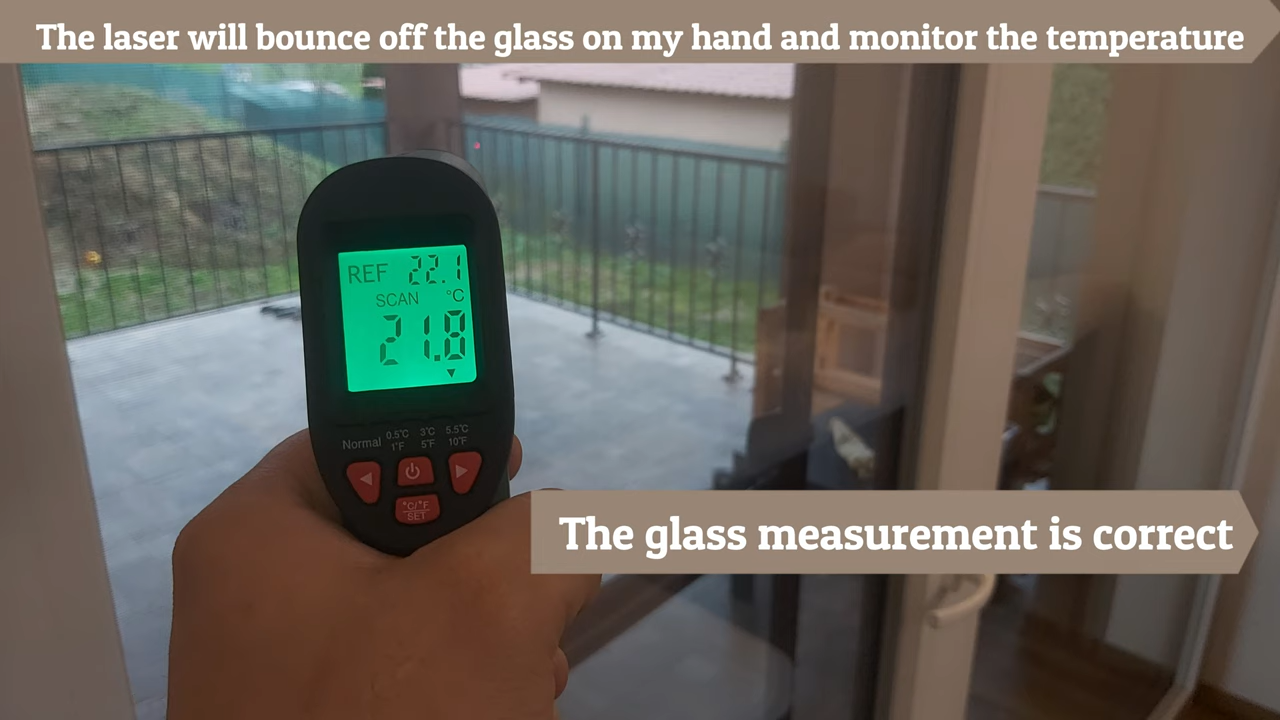 The laser will bounce off the glass on my hand and monitor the temperature
REF 22.1
SCAN °C
21.8
Normal 0.5°C 3°C 5.5°C
1°F 5°F 10°F
°C/°F
SET
The glass measurement is correct